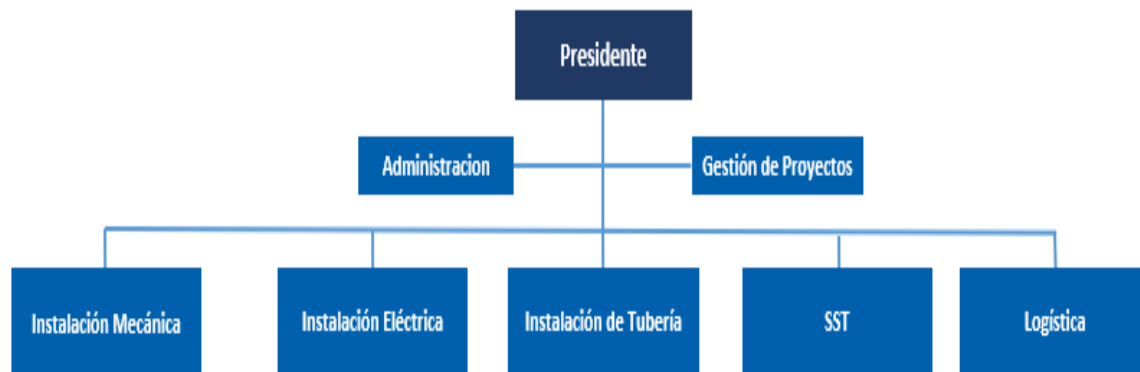 Presidente
Administracion
Gestión de Proyectos
Instalación Mecánica
Instalación Eléctrica
Instalación de Tubería
SST
Logística